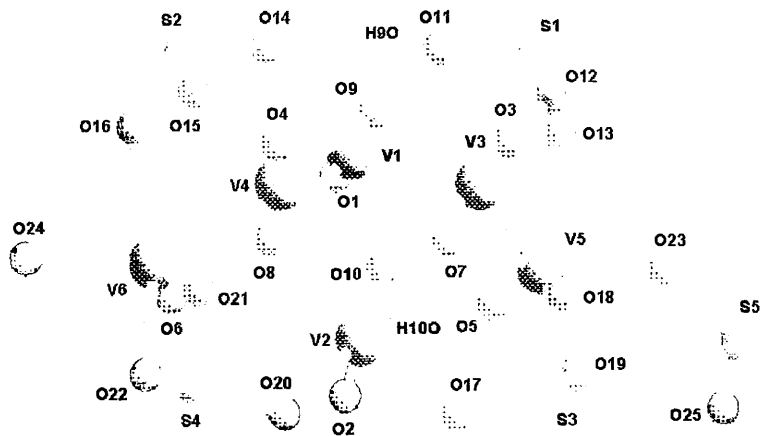 S2 O14 O11 S1
H9O
O12
O9
O4 O3
O16 O15 O13
V1 V3
V4
O1
O24
V5 O23
O8 O10 O7
V6 O21 O18
O6 O5 S5
V2 H10O
O19
O22 O20 O17
S4 O2 S3 O25